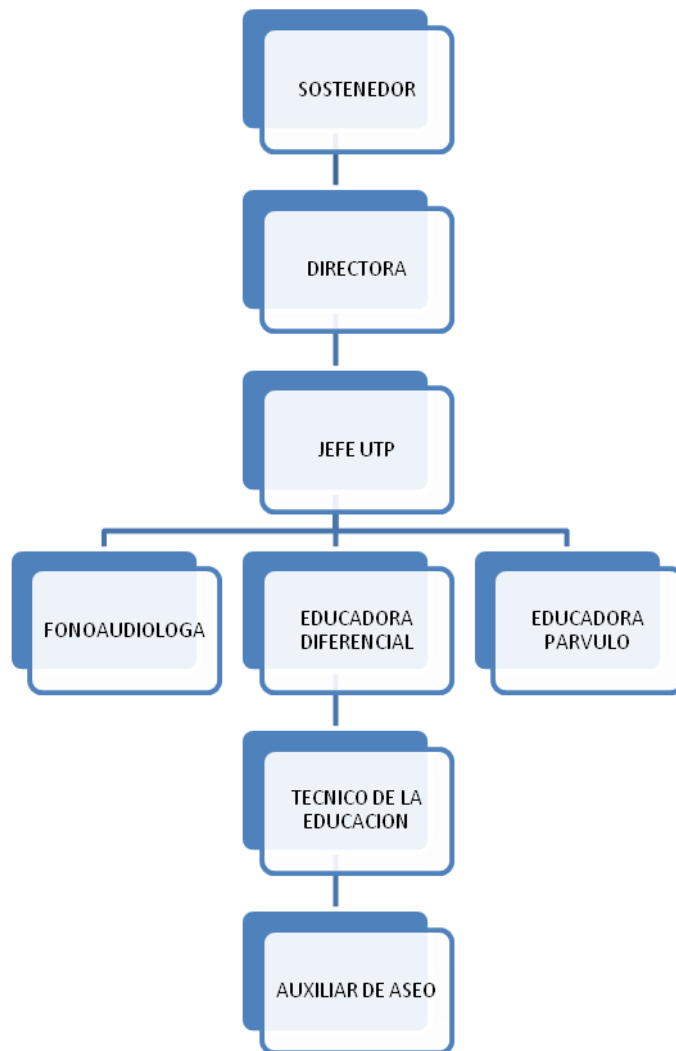 SOSTENEDOR
DIRECTORA
JEFE UTP
FONOAUDIOLOGA
EDUCADORA
DIFERENCIAL
EDUCADORA
PARVULO
TECNICO DE LA
EDUCACION
AUXILIAR DE ASEO